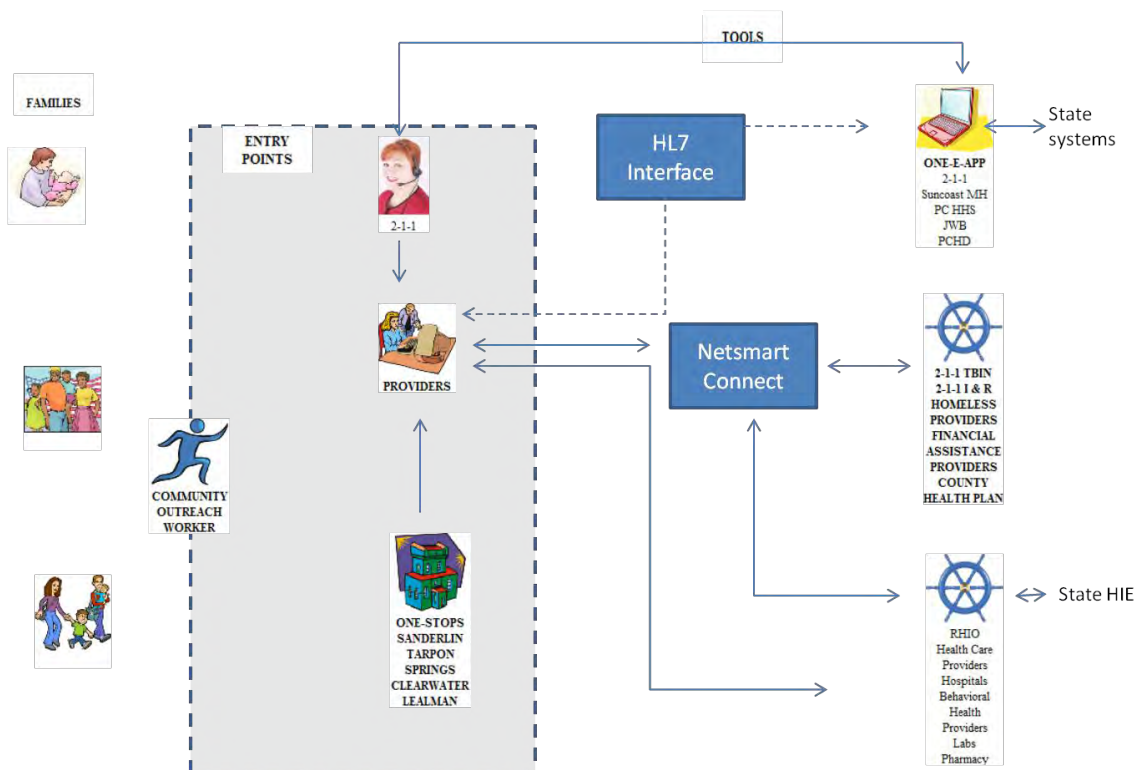 TOOLS
FAMILIES
ENTRY
POINTS
2-1-1
PROVIDERS
COMMUNITY
OUTREACH
WORKER
ONE-STOPS
SANDERLIN
TARPON
SPRINGS
CLEARWATER
LEALMAN
HL7
Interface
Netsmart
Connect
ONE-E-APP
2-1-1
Suncoast MH
PC HHS
JWB
PCHD
State
systems
2-1-1 TBIN
2-1-1 I & R
HOMELESS
PROVIDERS
FINANCIAL
ASSISTANCE
PROVIDERS
COUNTY
HEALTH PLAN
RHIO
Health Care
Providers
Hospitals
Behavioral
Health
Providers
Labs
Pharmacy
State HIE